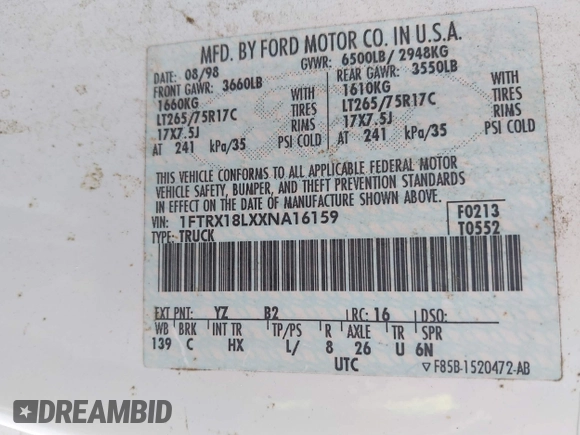 MFD. BY FORD MOTOR CO. IN U.S.A.
DATE: 08/98 GVWR: 6500LB/ 2948KG
FRONT GAWR: 3660LB REAR GAWR: 3550LB
1660KG WITH 1610KG WITH
LT265/75R17C TIRES LT265/75R17C TIRES
17X7.5J RIMS 17X7.5J RIMS
AT 241 kPa/35 PSI COLD AT 241 kPa/35 PSI COLD
THIS VEHICLE CONFORMS TO ALL APPLICABLE FEDERAL MOTOR
VEHICLE SAFETY, BUMPER, AND THEFT PREVENTION STANDARDS
IN EFFECT ON THE DATE OF MANUFACTURE SHOWN ABOVE.
VIN: 1FTRX18LXXNA16159 F0213
TYPE: TRUCK T0552
EXT PNT: YZ B2 RC: 16 DSO:
WB BRK INT TR TP/PS R AXLE TR SPR
139 C HX L/ 8 26 U 6N
UTC ▽F85B-1520472-AB
DREAMBID